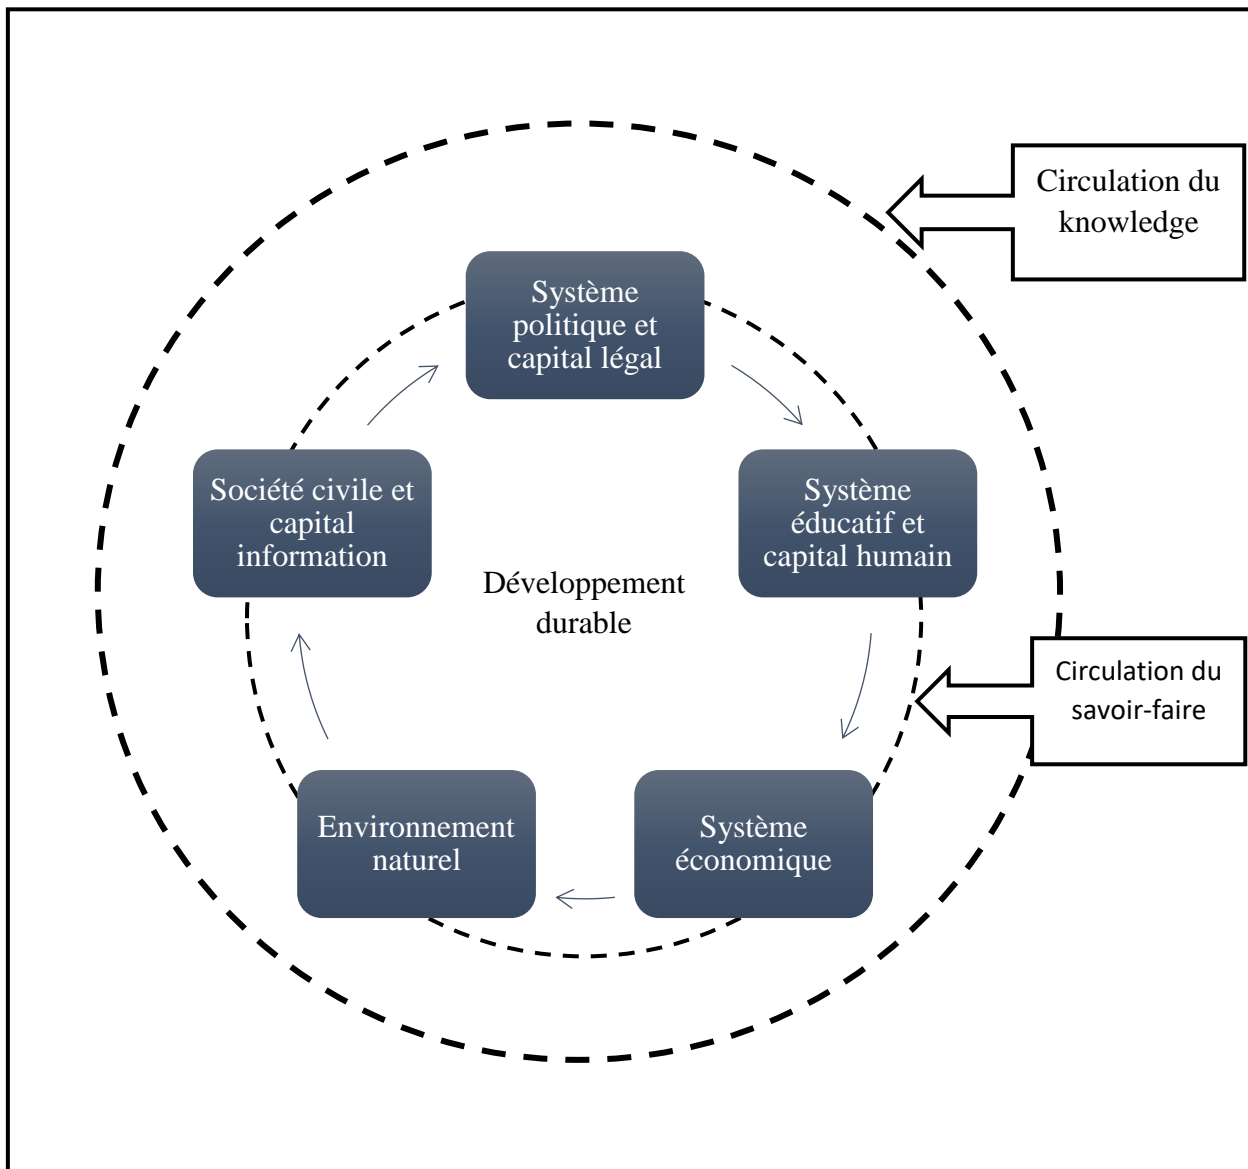 Circulation du
knowledge
Système
politique et
capital légal
Société civile et
capital
information
Système
éducatif et
capital humain
Développement
durable
Circulation du
savoir-faire
Environnement
naturel
Système
économique